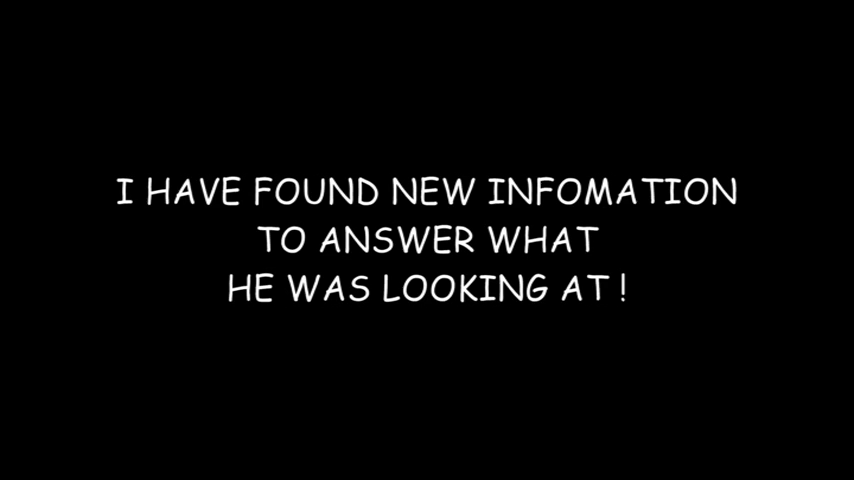 I HAVE FOUND NEW INFOMATION
TO ANSWER WHAT
HE WAS LOOKING AT !